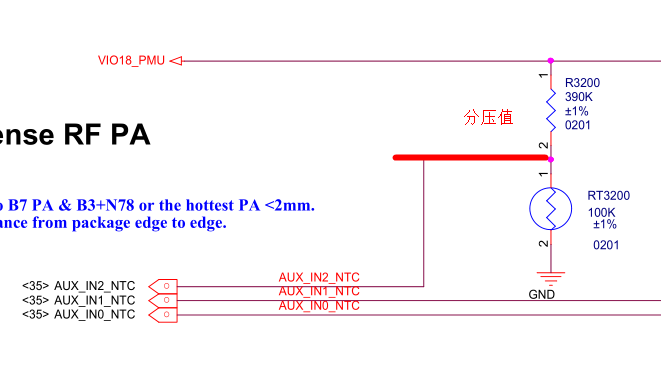 VIO18_PMU
1
R3200
390K
±1%
0201
分压值
ense RF PA
2
1
RT3200
100K
±1%
0201
o B7 PA & B3+N78 or the hottest PA <2mm.
ance from package edge to edge.
2
<35> AUX_IN2_NTC
AUX_IN2_NTC
<35> AUX_IN1_NTC
AUX_IN1_NTC
<35> AUX_IN0_NTC
AUX_IN0_NTC
GND